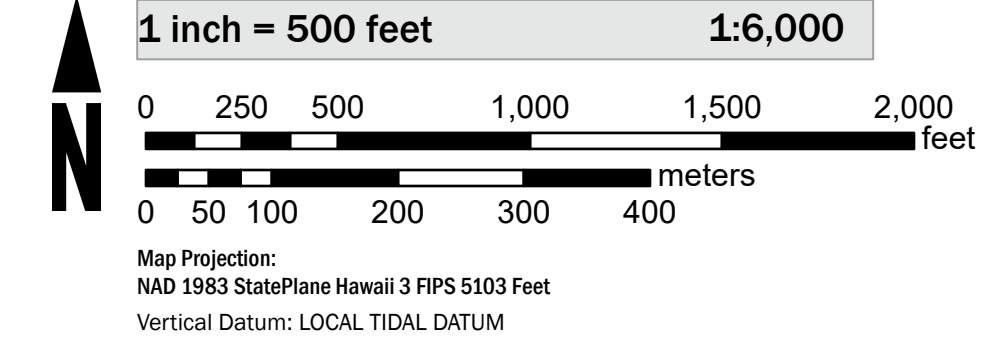 1 inch = 500 feet 1:6,000
0 250 500 1,000 1,500 2,000
feet
meters
0 50 100 200 300 400
N
Map Projection:
NAD 1983 StatePlane Hawaii 3 FIPS 5103 Feet
Vertical Datum: LOCAL TIDAL DATUM